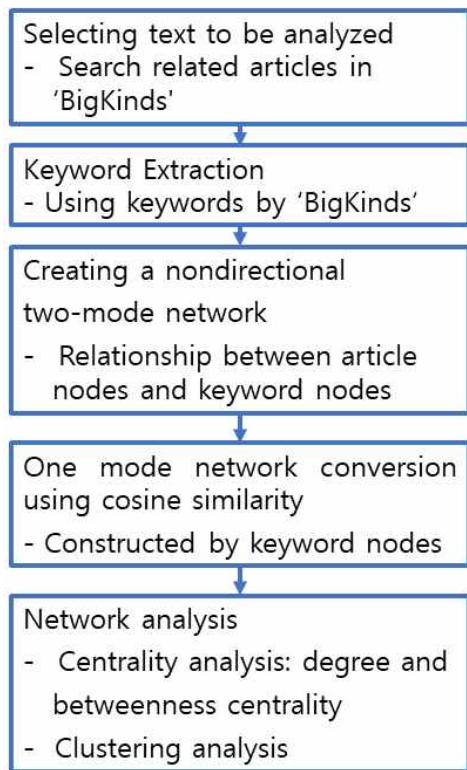 Selecting text to be analyzed
- Search related articles in
‘BigKinds'
Keyword Extraction
- Using keywords by ‘BigKinds’
Creating a nondirectional
two-mode network
- Relationship between article
nodes and keyword nodes
One mode network conversion
using cosine similarity
- Constructed by keyword nodes
Network analysis
- Centrality analysis: degree and
betweenness centrality
- Clustering analysis